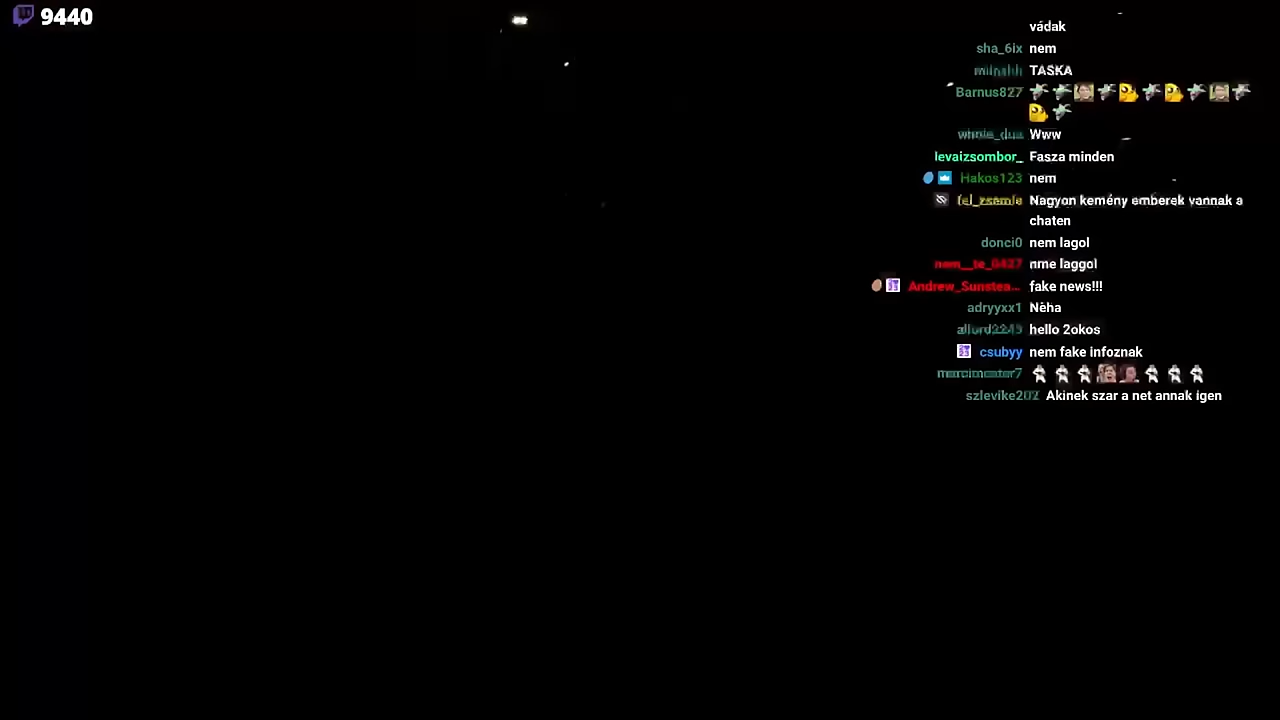 9440
vádak
sha_6ix nem
TASKA
Barnus827
Www
levaizsombor_ Fasza minden
Hakos123 nem
Nagyon kemény emberek vannak a
chaten
donci0 nem lagol
nem__te_0427 nme laggol
Andrew_Sunstea... fake news!!!
adryyxx1 Néha
hello 2okos
csubyy nem fake infoznak
szlevike202 Akinek szar a net annak igen